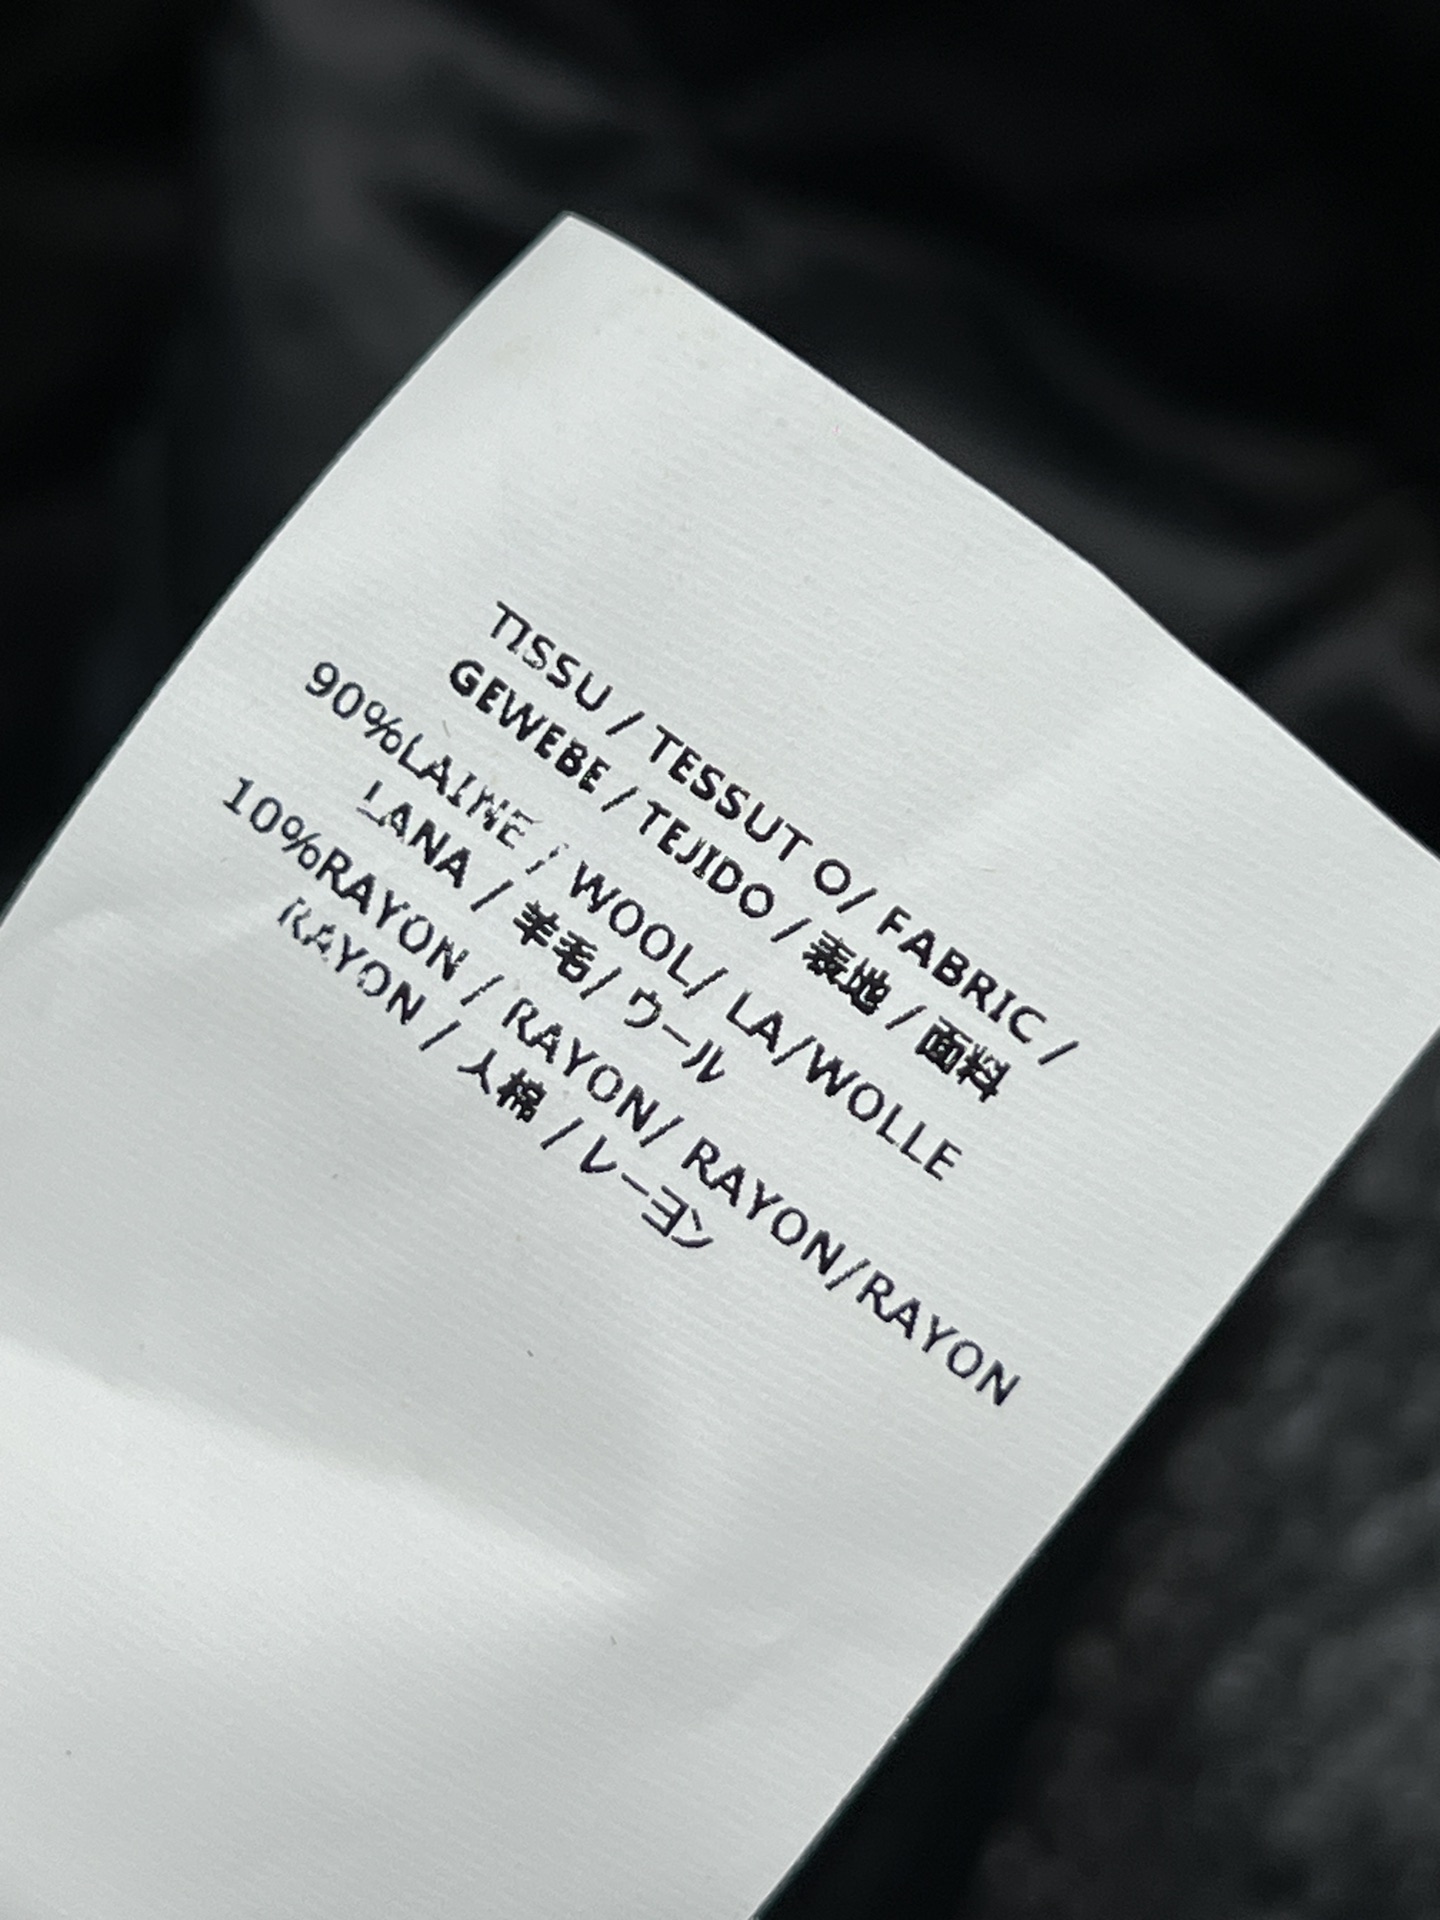 TISSU / TESSUT O/ FABRIC /
GEWEBE / TEJIDO / 表地 / 面料
90%LAINE / WOOL/ LA/WOLLE
LANA / 羊毛/ ウール
10%RAYON / RAYON/ RAYON/RAYON
RAYON / 人棉 / レーヨン